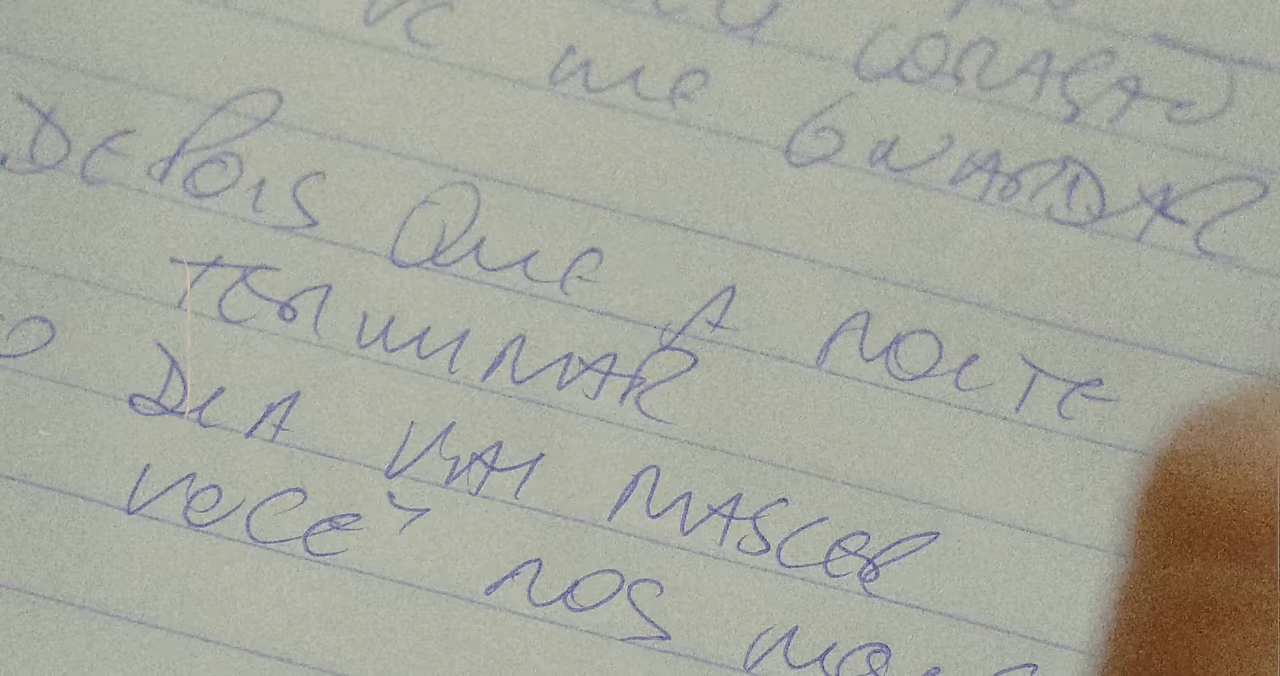 CORAÇÃO
me GUARDAR
DEPOIS QUE A NOITE
TERMINAR
O DIA VAI NASCER
VOCÊ NOS